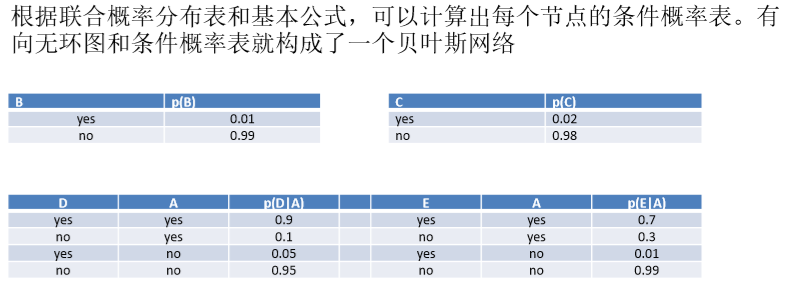 根据联合概率分布表和基本公式，可以计算出每个节点的条件概率表。有
向无环图和条件概率表就构成了一个贝叶斯网络
B p(B) C p(C)
yes 0.01 yes 0.02
no 0.99 no 0.98
D A p(D|A) E A p(E|A)
yes yes 0.9 yes yes 0.7
no yes 0.1 no yes 0.3
yes no 0.05 yes no 0.01
no no 0.95 no no 0.99